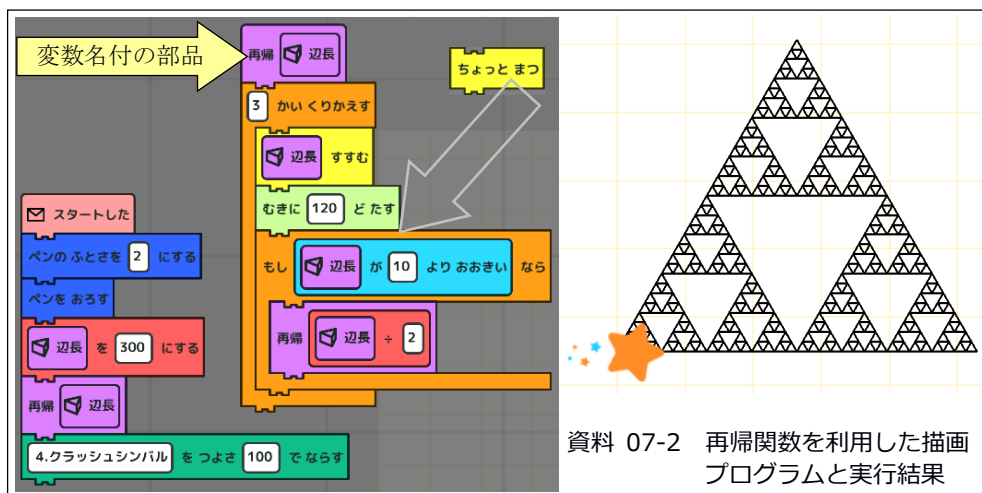 変数名付の部品
再帰 辺長
ちょっと まつ
3 かい くりかえす
辺長 すすむ
むきに 120 ど たす
もし 辺長 が 10 より おおきい なら
再帰 辺長 ÷ 2
スタートした
ペンの ふとさを 2 にする
ペンを おろす
辺長 を 300 にする
再帰 辺長
4.クラッシュシンバル を つよさ 100 で ならす
資料 07-2 再帰関数を利用した描画
プログラムと実行結果